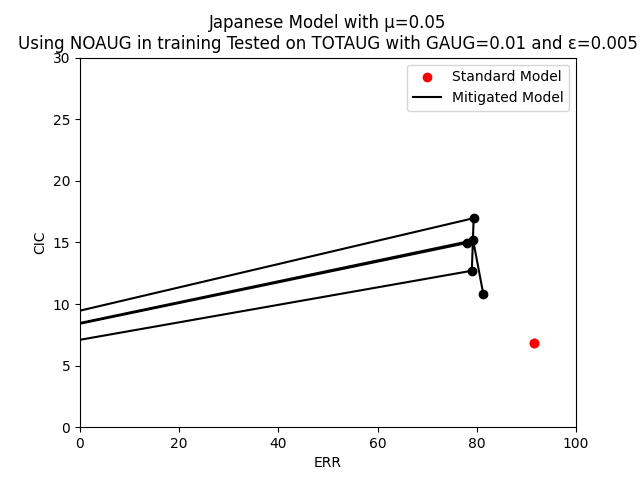 Japanese Model with μ=0.05
Using NOAUG in training Tested on TOTAUG with GAUG=0.01 and ε=0.005
Standard Model
Mitigated Model
30
25
20
15
10
5
0
CIC
0 20 40 60 80 100
ERR